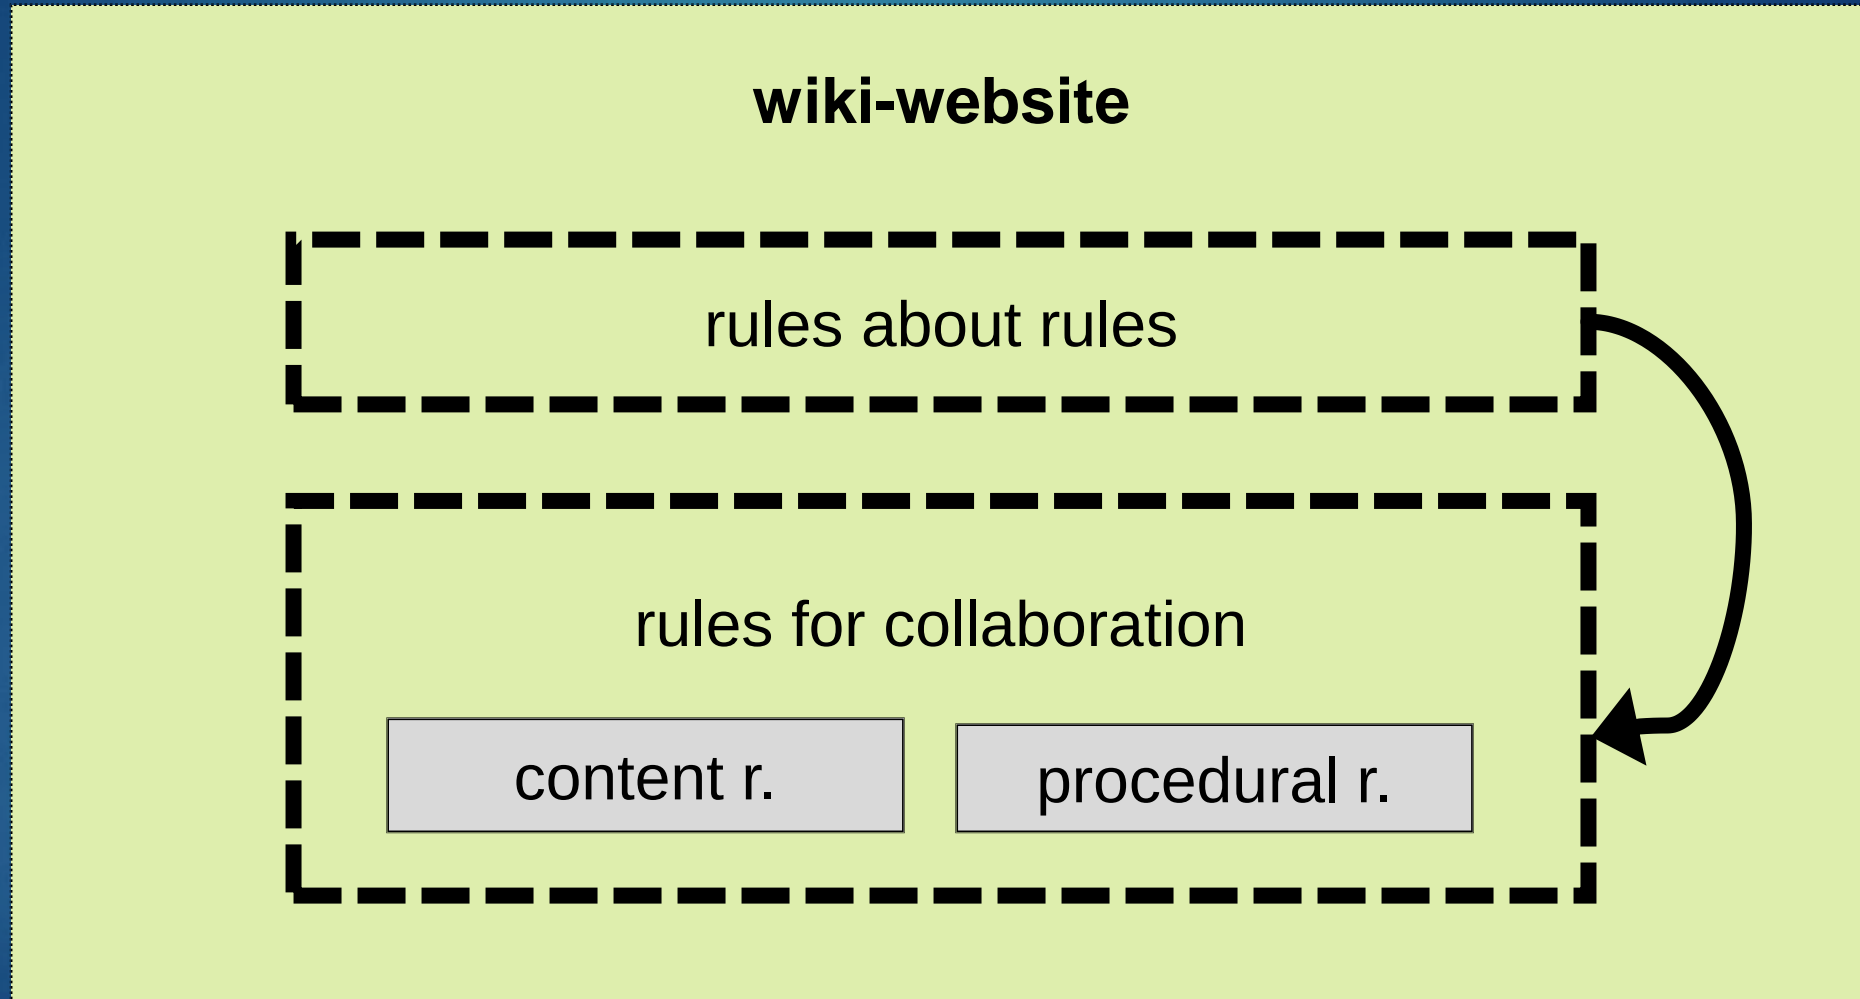 wiki-website
rules about rules
rules for collaboration
content r.
procedural r.